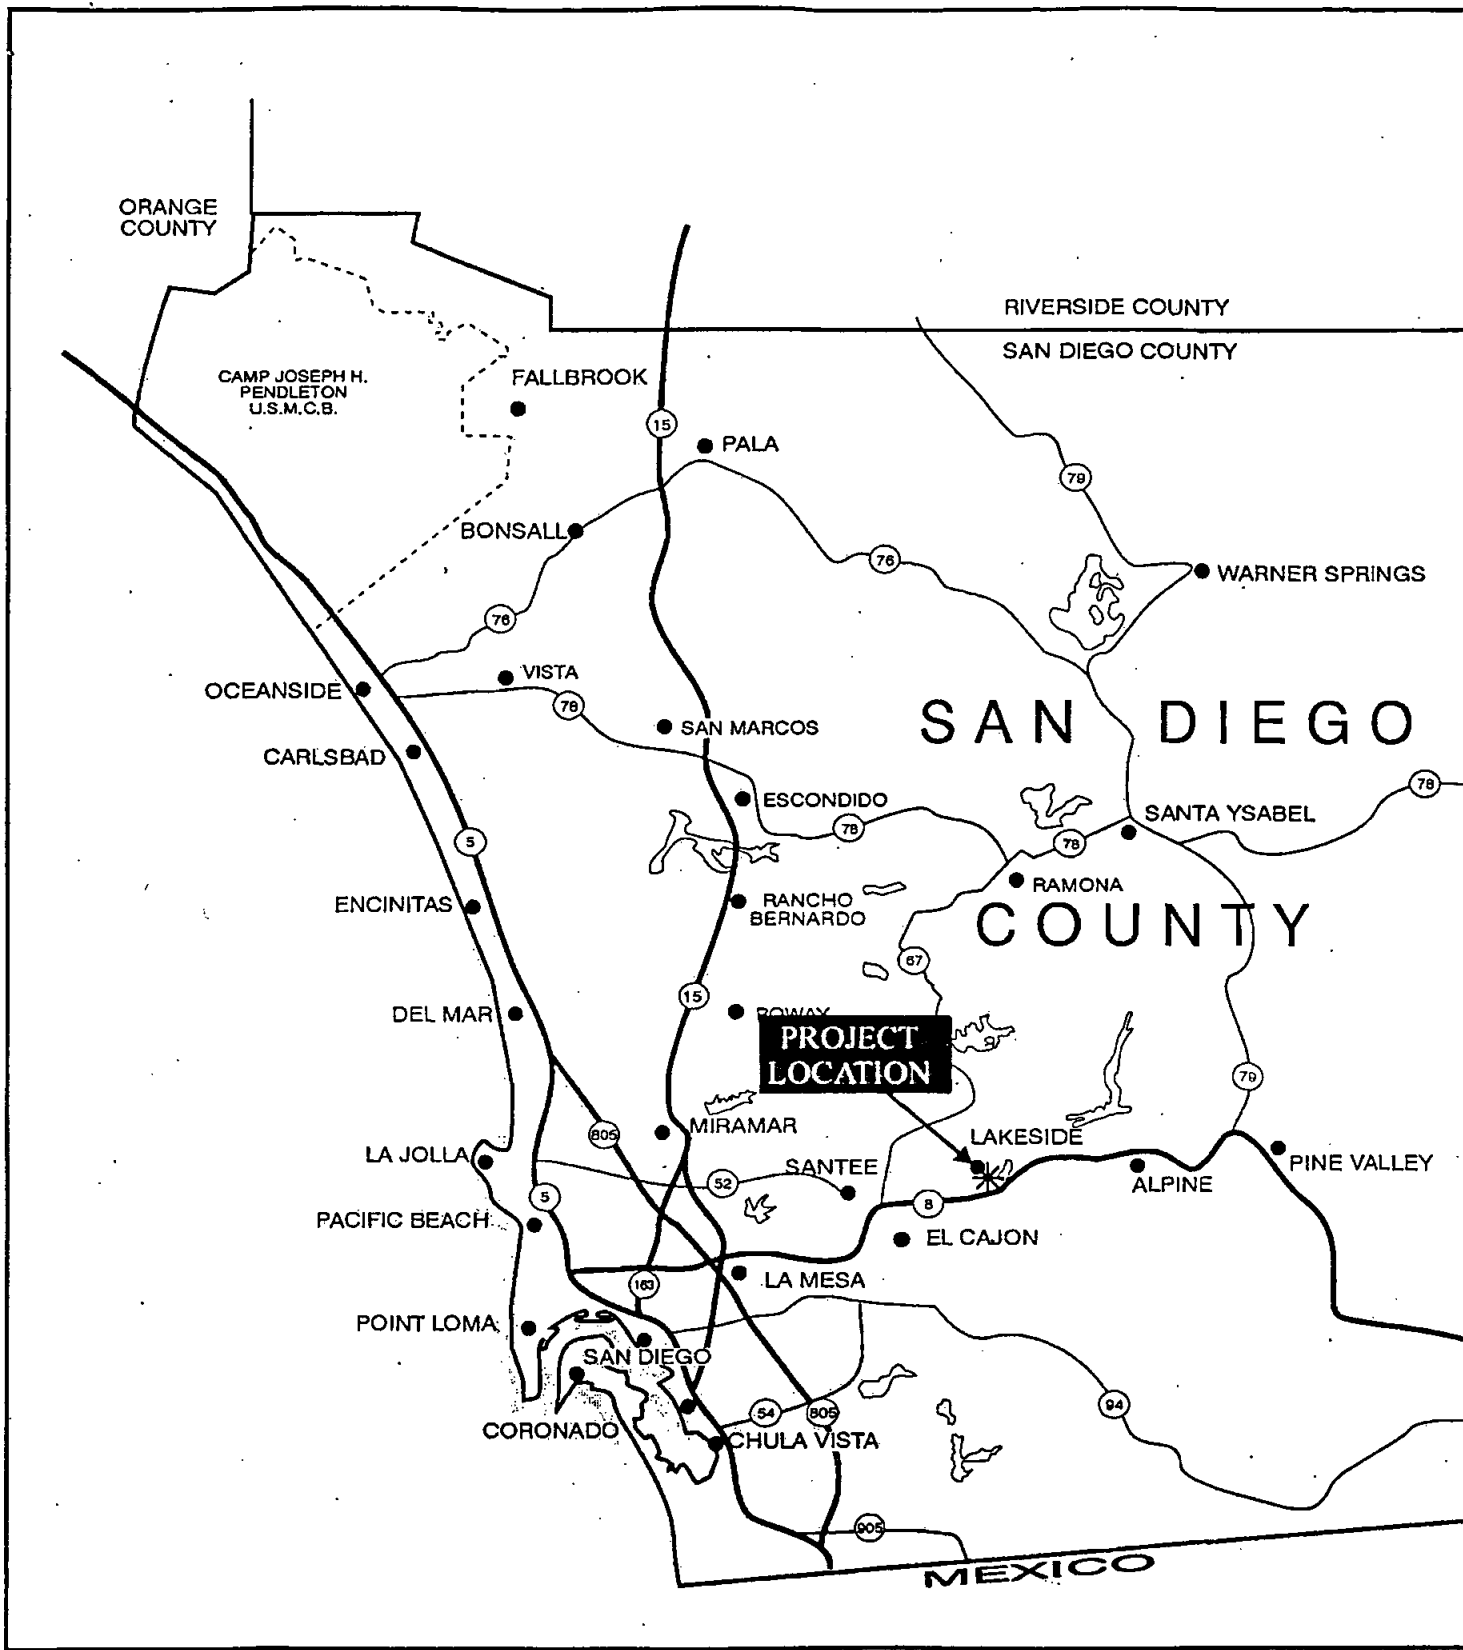 ORANGE
COUNTY
RIVERSIDE COUNTY
SAN DIEGO COUNTY
CAMP JOSEPH H.
PENDLETON
U.S.M.C.B.
FALLBROOK
15
PALA
79
BONSALL
76
WARNER SPRINGS
76
VISTA
OCEANSIDE
78
SAN MARCOS
SAN DIEGO
CARLSBAD
78
ESCONDIDO
SANTA YSABEL
78
78
5
RAMONA
ENCINITAS
RANCHO
BERNARDO
COUNTY
67
15
DEL MAR
POWAY
PROJECT
LOCATION
79
805
MIRAMAR
LAKESIDE
LA JOLLA
SANTEE
PINE VALLEY
52
ALPINE
5
8
PACIFIC BEACH
EL CAJON
163
LA MESA
POINT LOMA
SAN DIEGO
94
54
805
CORONADO
CHULA VISTA
905
MEXICO